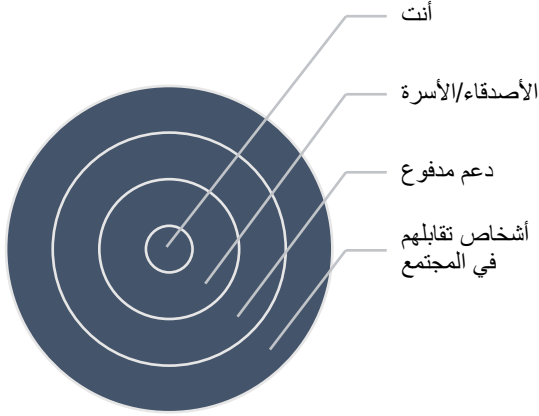 أنت
الأصدقاء/الأسرة
دعم مدفوع
أشخاص تقابلهم
في المجتمع